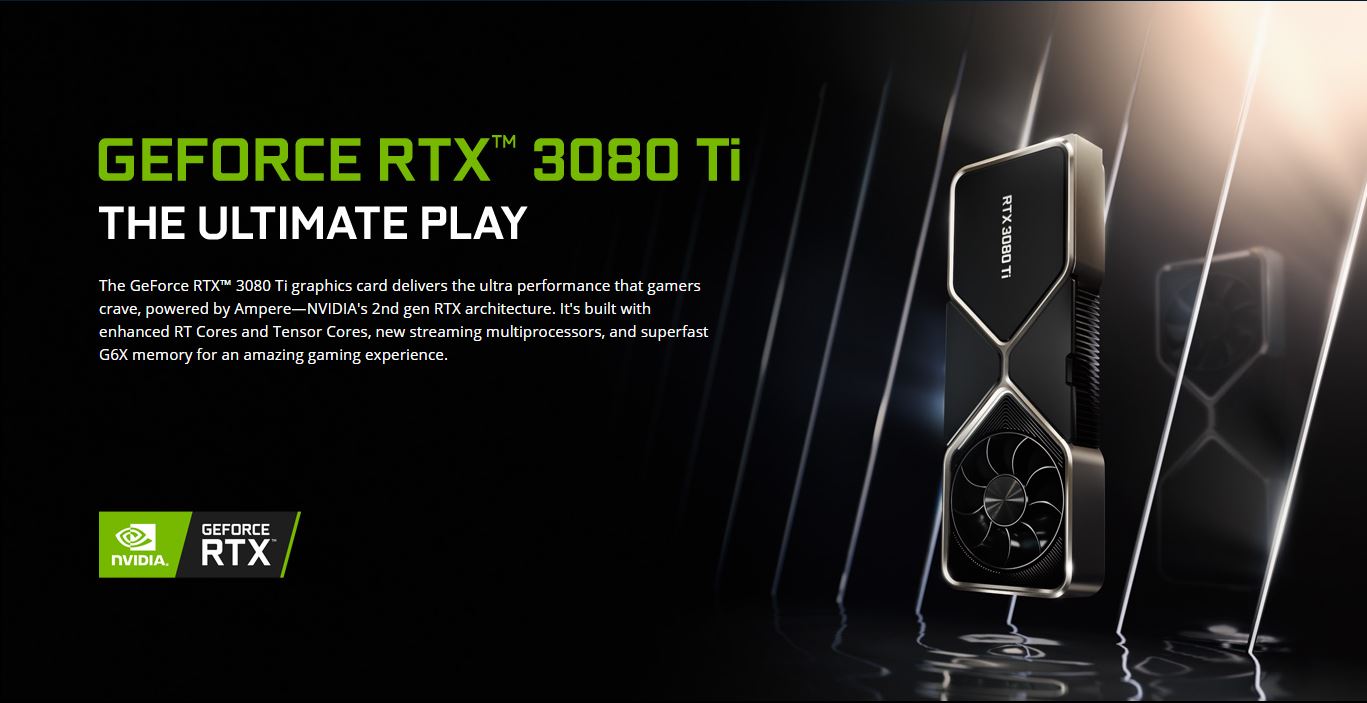 GEFORCE RTX™ 3080 Ti
THE ULTIMATE PLAY
The GeForce RTX™ 3080 Ti graphics card delivers the ultra performance that gamers
crave, powered by Ampere—NVIDIA's 2nd gen RTX architecture. It's built with
enhanced RT Cores and Tensor Cores, new streaming multiprocessors, and superfast
G6X memory for an amazing gaming experience.
RTX 3080 Ti
NVIDIA.
GEFORCE
RTX™